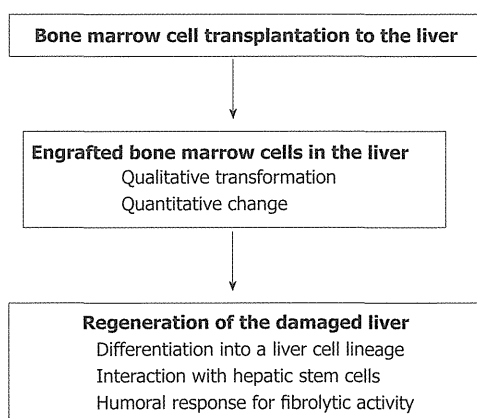 Bone marrow cell transplantation to the liver
Engrafted bone marrow cells in the liver
Qualitative transformation
Quantitative change
Regeneration of the damaged liver
Differentiation into a liver cell lineage
Interaction with hepatic stem cells
Humoral response for fibrolytic activity